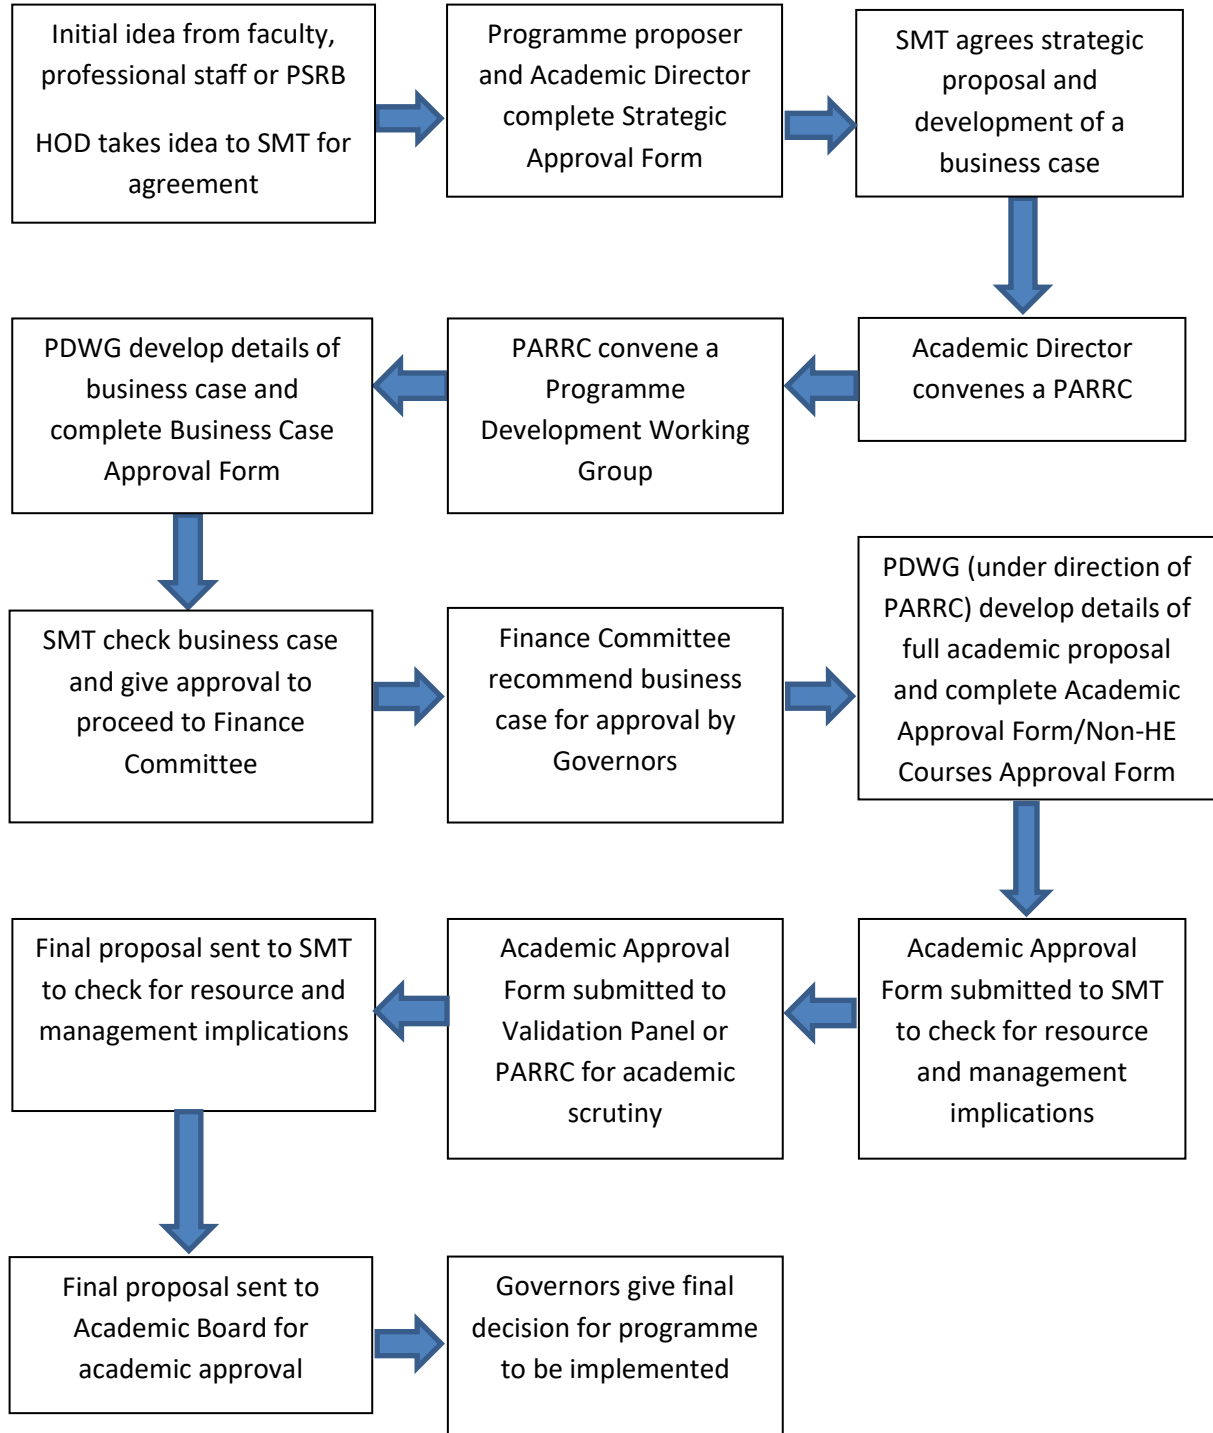 Initial idea from faculty,
professional staff or PSRB
HOD takes idea to SMT for
agreement
Programme proposer
and Academic Director
complete Strategic
Approval Form
SMT agrees strategic
proposal and
development of a
business case
Academic Director
convenes a PARRC
PARRC convene a
Programme
Development Working
Group
PDWG develop details of
business case and
complete Business Case
Approval Form
SMT check business case
and give approval to
proceed to Finance
Committee
Finance Committee
recommend business
case for approval by
Governors
PDWG (under direction of
PARRC) develop details of
full academic proposal
and complete Academic
Approval Form/Non-HE
Courses Approval Form
Academic Approval
Form submitted to SMT
to check for resource
and management
implications
Academic Approval
Form submitted to
Validation Panel or
PARRC for academic
scrutiny
Final proposal sent to SMT
to check for resource and
management implications
Final proposal sent to
Academic Board for
academic approval
Governors give final
decision for programme
to be implemented